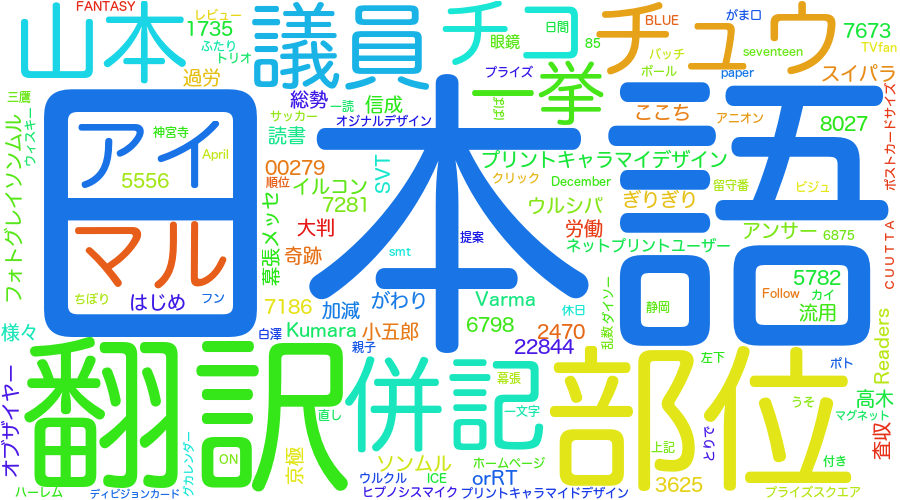 FANTASY
レビュー
1735
ふたり
トリオ
山本
議員
チコ
眼鏡
日間
85
チュウ
BLUE
がま口
7673
TVfan
バッチ
ボール
seventeen
paper
スイパラ
過労
総勢
一読
信成
プライズ
一挙
よれよれ
ここち
アニオン
8027
ポストカードサイズ
三鷹
ウィスキー
フォトグレイソンムル
サッカー
オジナルデザイン
読書
神宮寺
April
アイ
5556
日本語
00279
順位
イルコン
SVT
プリントキャラマイデザイン
クリック
December
ぎりぎり
留守番
ビジュ
7281
ウルシバ
幕張メッセ
大判
提案
労働
アンサー
6875
CUUTTA
マル
奇跡
smt
ネットプリントユーザー
ちぼり
はじめ
フン
7186
加減
がわり
Varma
休日
乱数
ダイソー
静岡
Follow
カイ
5782
流用
様々
白澤
Kumara
小五郎
6798
2470
22844
親子
Readers
翻訳
併記
部位
幕張
左下
ポト
オブザイヤー
直し
一文字
うそ
高木
マグネット
査収
グカレンダー
ON
京極
ソンムル
ホームページ
上記
とりで
付き
ウルクル
ICE
orRT
3625
ハーレム
ディビジョンカード
ヒプノシスマイク
プリントキャラマイドデザイン
プライズスクエア